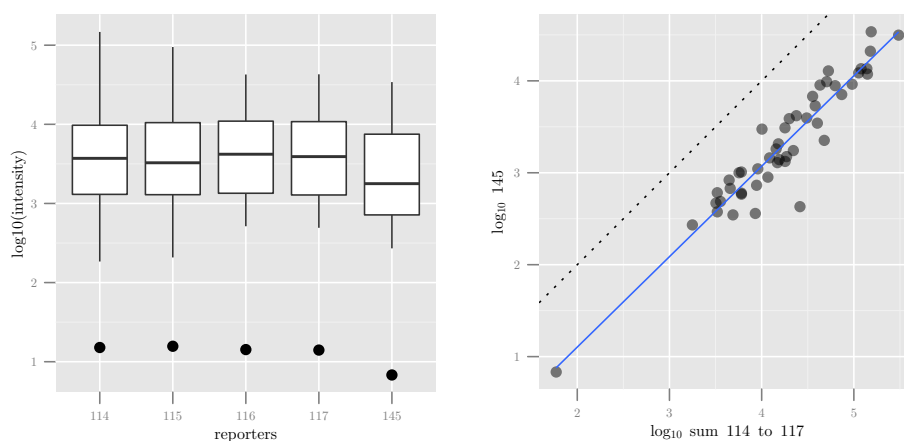 log10(intensity)
5
4
3
2
1
114 115 116 117 145
reporters
log₁₀ 145
4
3
2
1
2 3 4 5
log₁₀ sum 114 to 117